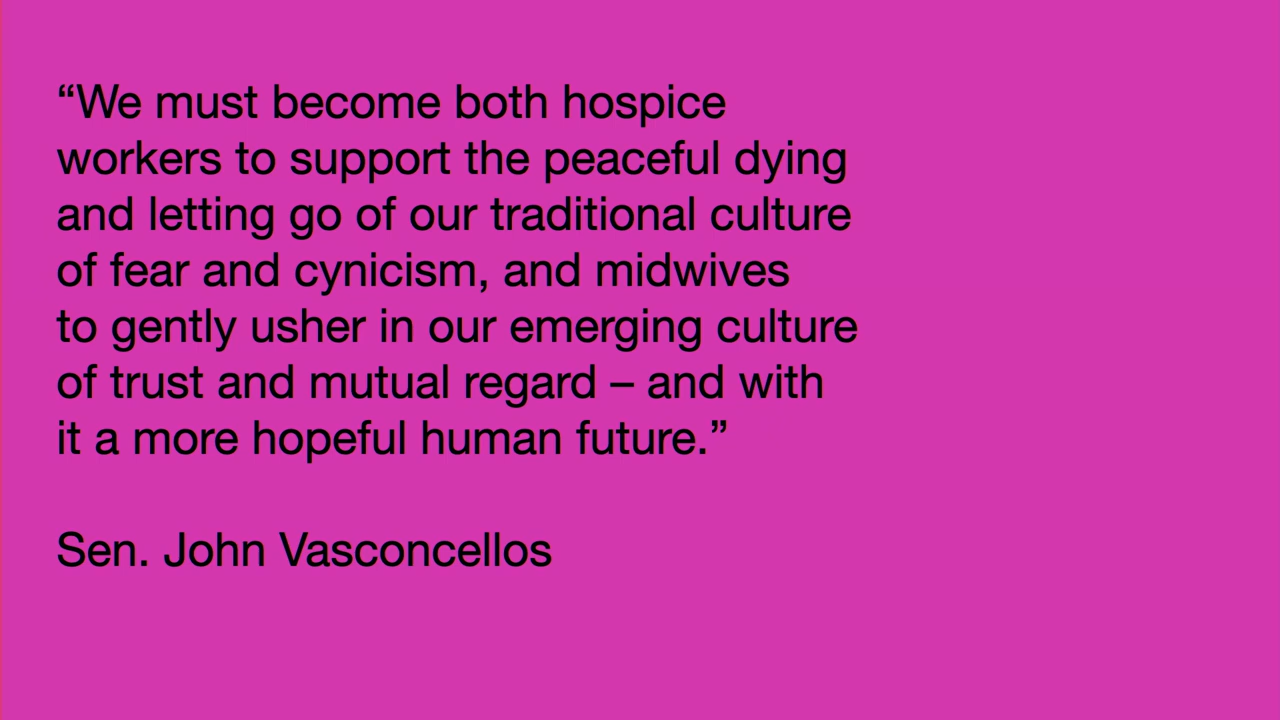 “We must become both hospice
workers to support the peaceful dying
and letting go of our traditional culture
of fear and cynicism, and midwives
to gently usher in our emerging culture
of trust and mutual regard – and with
it a more hopeful human future.”
Sen. John Vasconcellos